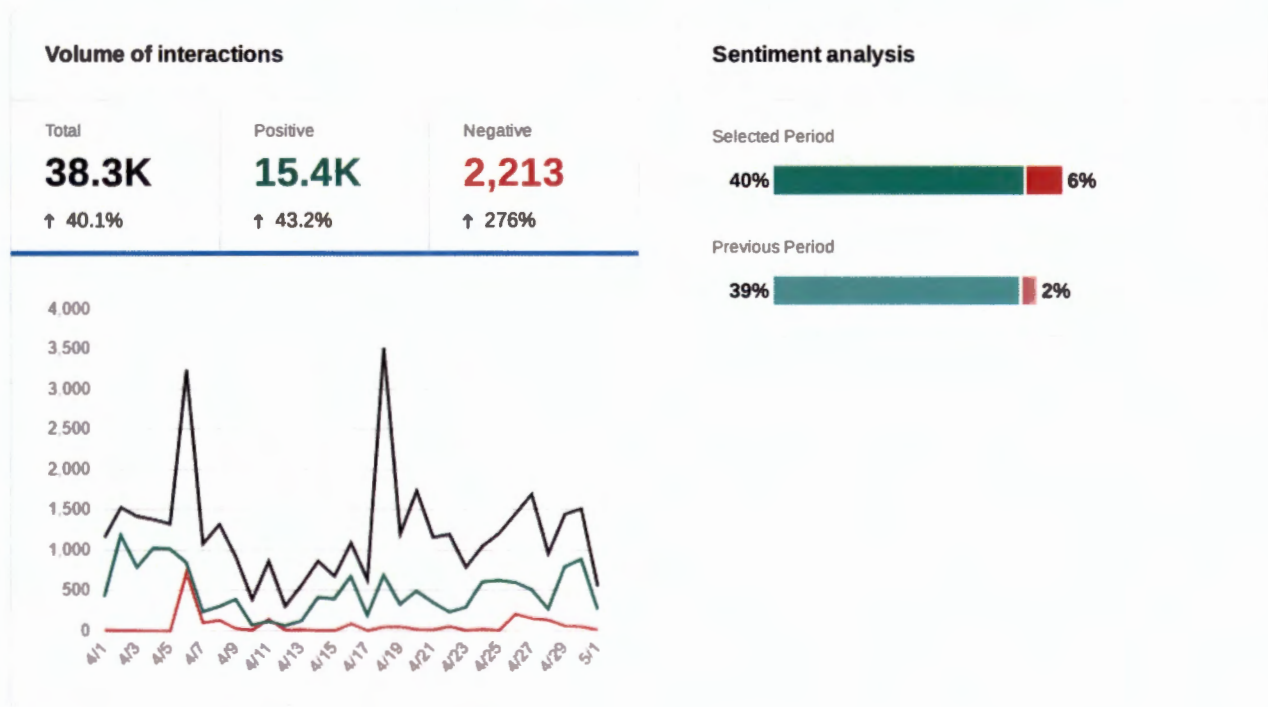 Volume of interactions
Total
38.3K
↑ 40.1%
Positive
15.4K
↑ 43.2%
Negative
2,213
↑ 276%
4,000
3,500
3,000
2,500
2,000
1,500
1,000
500
0
4/1 4/3 4/5 4/7 4/9 4/11 4/13 4/15 4/17 4/19 4/21 4/23 4/25 4/27 4/29 5/1
Sentiment analysis
Selected Period
40% 6%
Previous Period
39% 2%